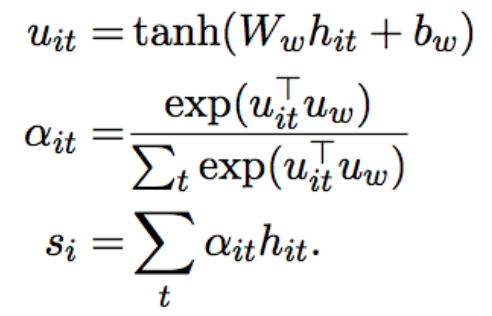 u_{it} = tanh(W_w h_{it} + b_w)
α_{it} = \frac{exp(u_{it}^⊤ u_w)}{∑_t exp(u_{it}^⊤ u_w)}
s_i = ∑_t α_{it} h_{it}.